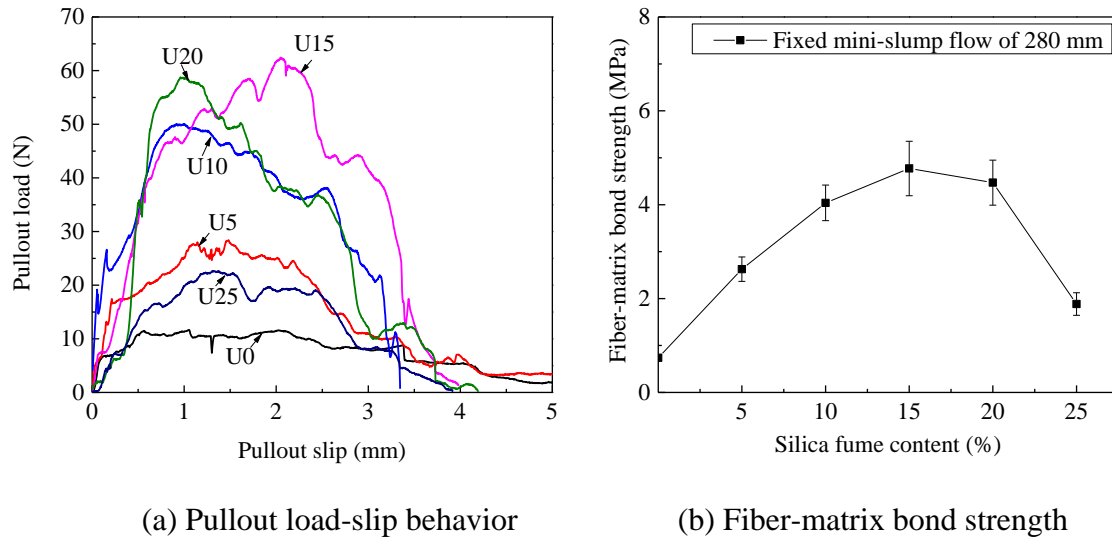 70
60
50
40
30
20
10
0
Pullout load (N)
U20
U15
U10
U5
U25
U0
0 1 2 3 4 5
Pullout slip (mm)
(a) Pullout load-slip behavior
8
6
4
2
0
Fiber-matrix bond strength (MPa)
Fixed mini-slump flow of 280 mm
5 10 15 20 25
Silica fume content (%)
(b) Fiber-matrix bond strength